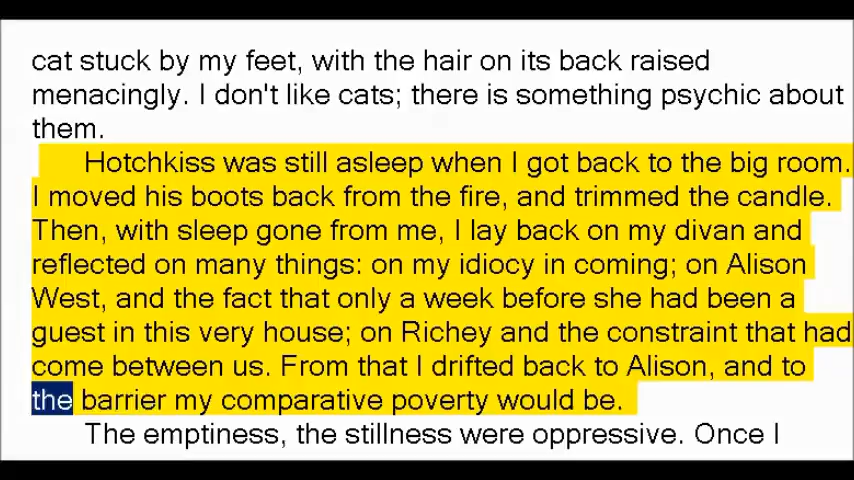 cat stuck by my feet, with the hair on its back raised
menacingly. I don't like cats; there is something psychic about
them.
Hotchkiss was still asleep when I got back to the big room.
I moved his boots back from the fire, and trimmed the candle.
Then, with sleep gone from me, I lay back on my divan and
reflected on many things: on my idiocy in coming; on Alison
West, and the fact that only a week before she had been a
guest in this very house; on Richey and the constraint that had
come between us. From that I drifted back to Alison, and to
the barrier my comparative poverty would be.
The emptiness, the stillness were oppressive. Once I